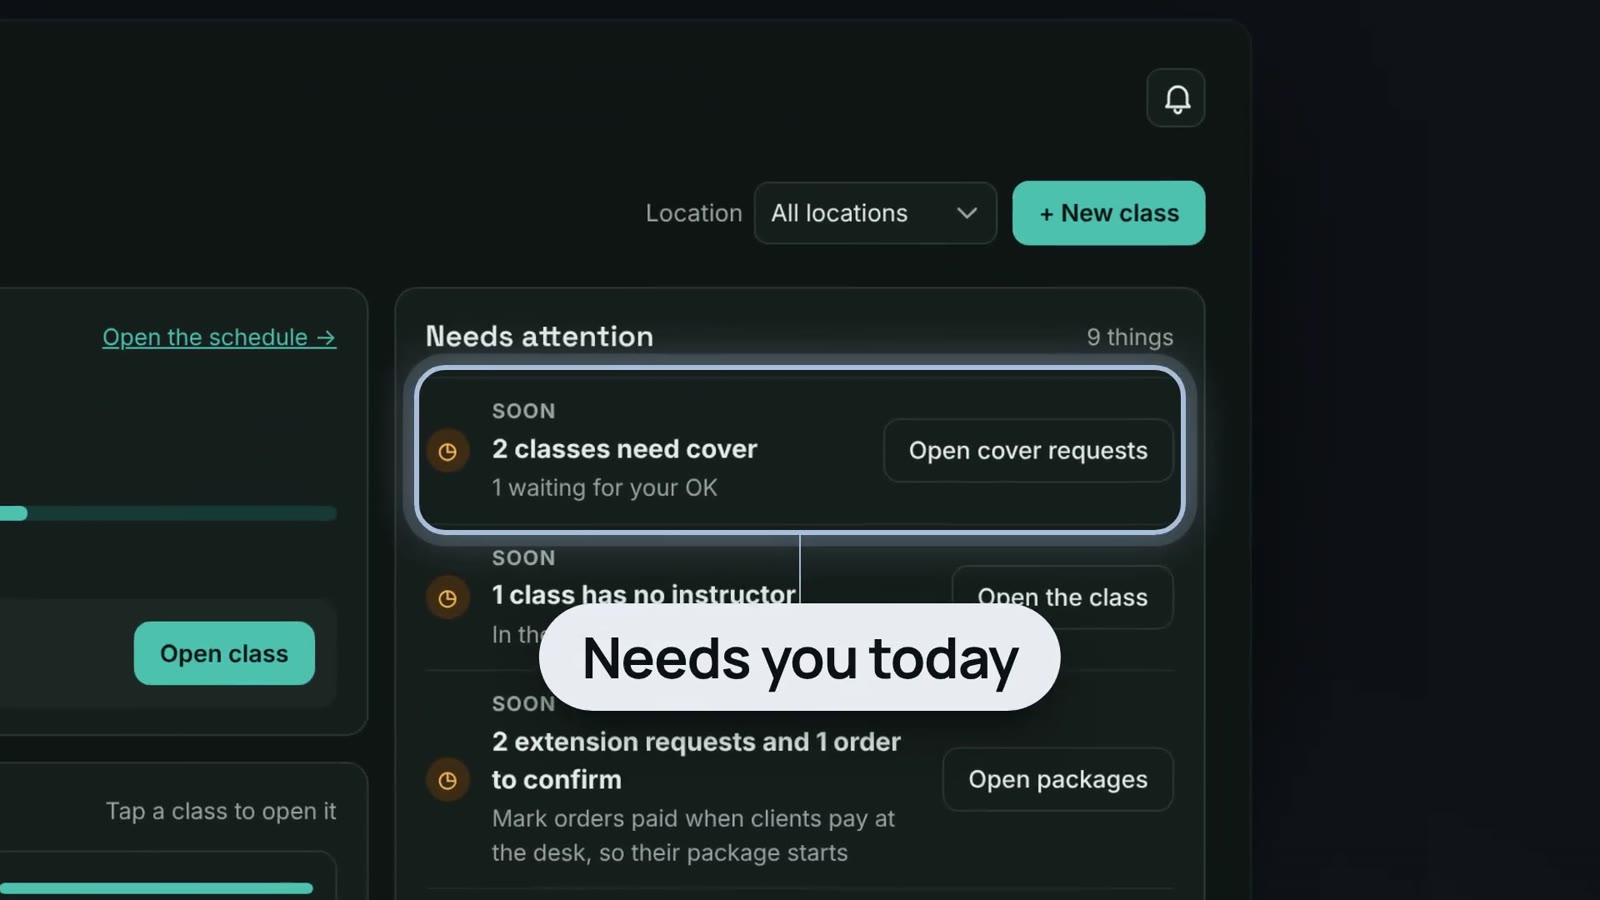 Location
All locations
+ New class
Open the schedule →
Needs attention
9 things
SOON
2 classes need cover
1 waiting for your OK
Open cover requests
SOON
1 class has no instructor
In the
Open the class
Needs you today
Open class
SOON
2 extension requests and 1 order
to confirm
Mark orders paid when clients pay at
the desk, so their package starts
Open packages
Tap a class to open it